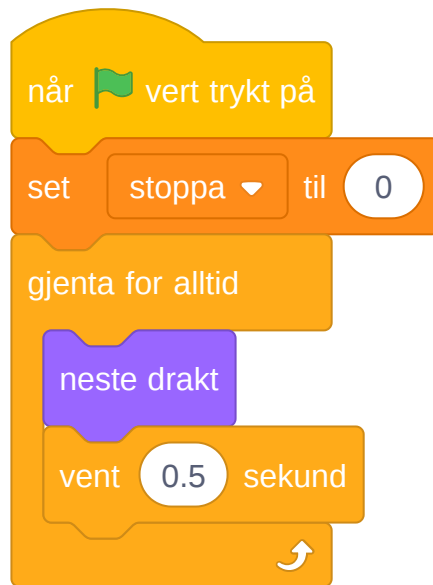 når vert trykt på
set stoppa til 0
gjenta for alltid
neste drakt
vent 0.5 sekund